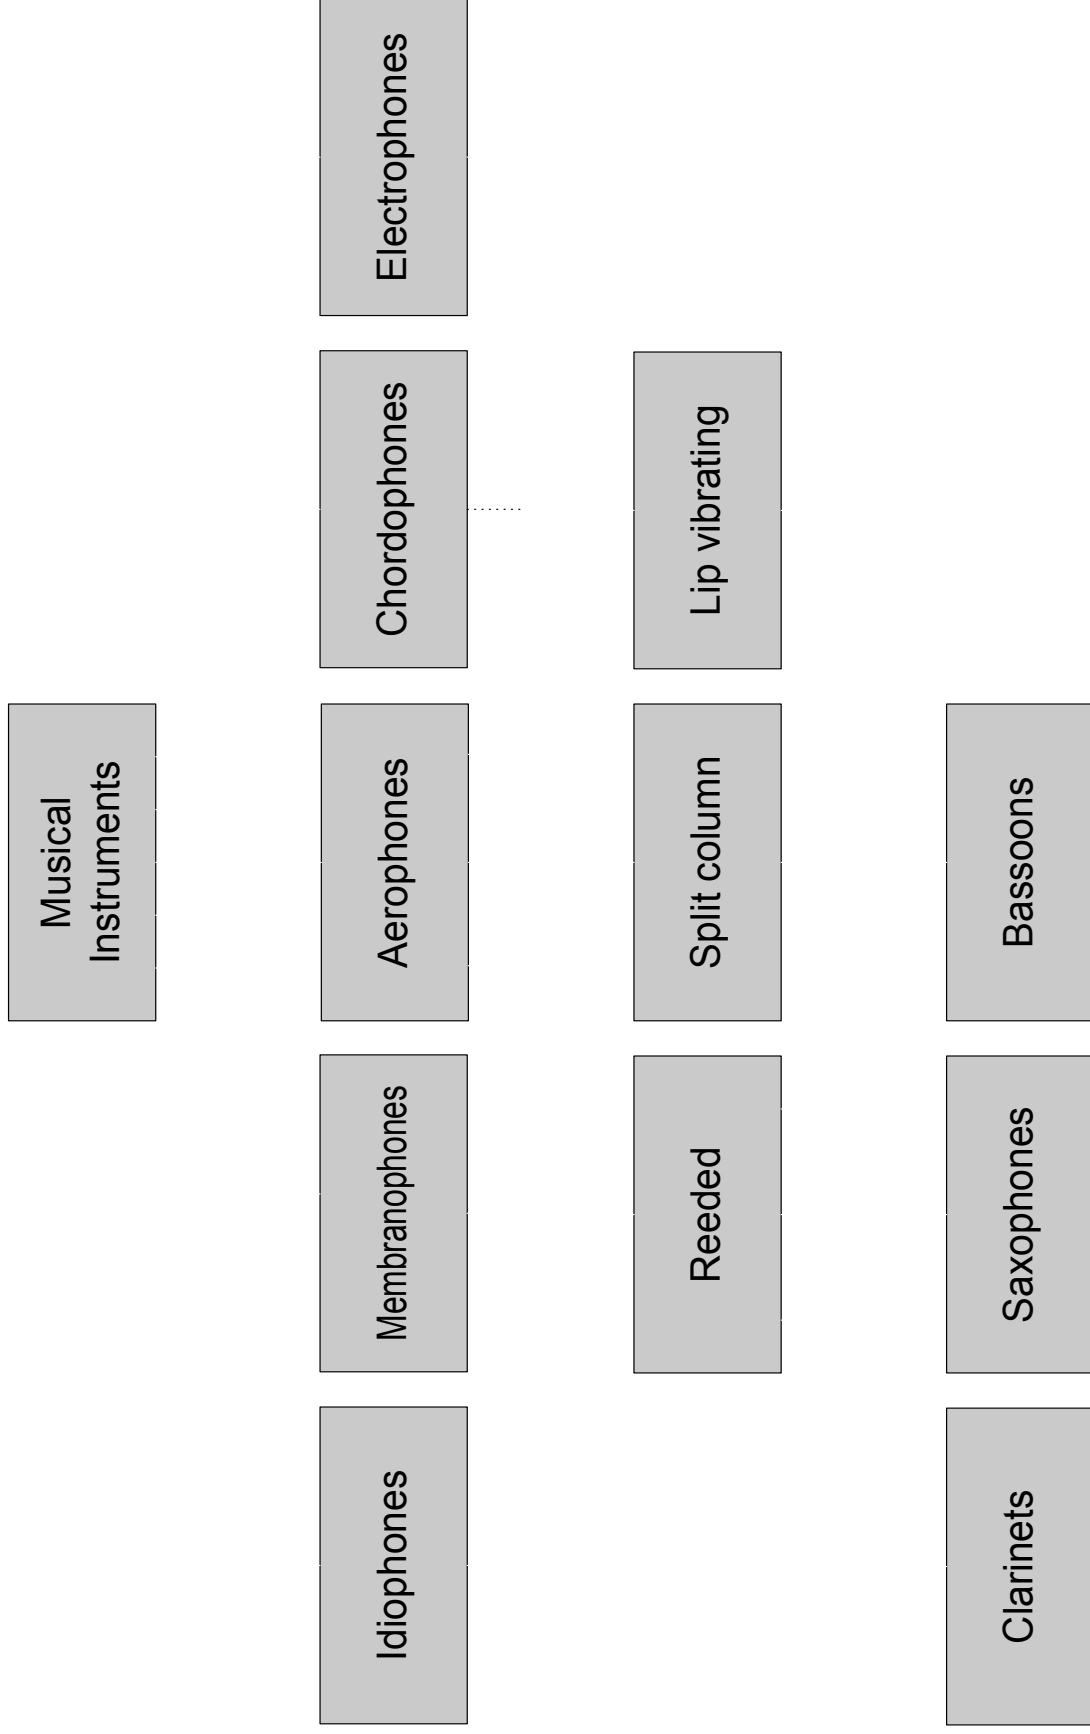 Musical
Instruments
Idiophones
Membranophones
Aerophones
Chordophones
Electrophones
Reeded
Split column
Lip vibrating
Clarinets
Saxophones
Bassoons